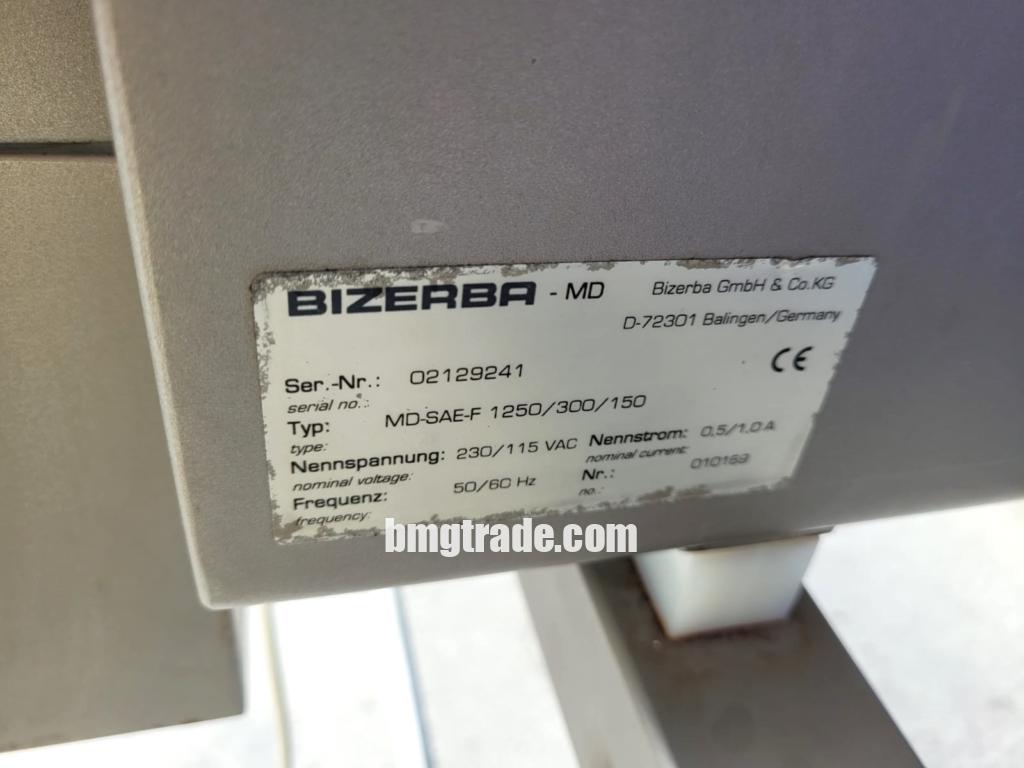 BIZERBA - MD Bizerba GmbH & Co.KG
D-72301 Balingen/Germany
CE
Ser.-Nr.: 02129241
serial no.:
Typ: MD-SAE-F 1250/300/150
type:
Nennspannung: 230/115 VAC Nennstrom: 0,5/1,0 A
nominal voltage: nominal current:
Frequenz: 50/60 Hz Nr.: 010169
frequency: no.:
bmgtrade.com